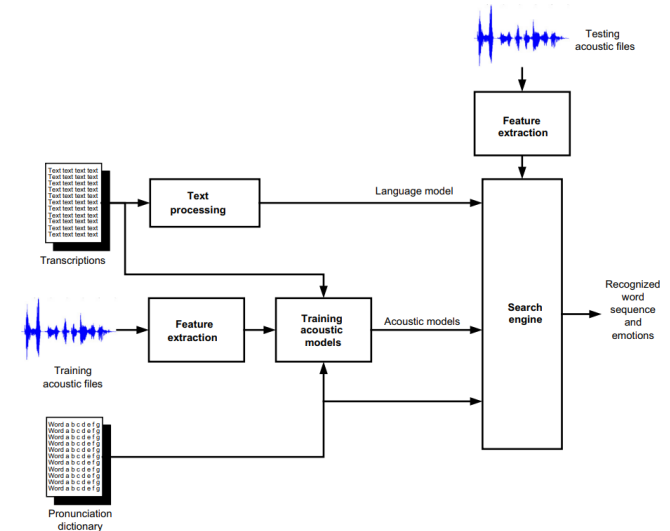 Testing
acoustic files
Feature
extraction
Text text text text
Text text text text
Text text text text
Text text text text
Text text text text
Text text text text
Text text text text
Text text text text
Text text text text
Text text text text
Text text text text
Transcriptions
Text
processing
Language model
Training
acoustic files
Feature
extraction
Training
acoustic
models
Acoustic models
Search
engine
Recognized
word
sequence
and
emotions
Word a b c d e f g
Word a b c d e f g
Word a b c d e f g
Word a b c d e f g
Word a b c d e f g
Word a b c d e f g
Word a b c d e f g
Word a b c d e f g
Word a b c d e f g
Word a b c d e f g
Word a b c d e f g
Pronunciation
dictionary